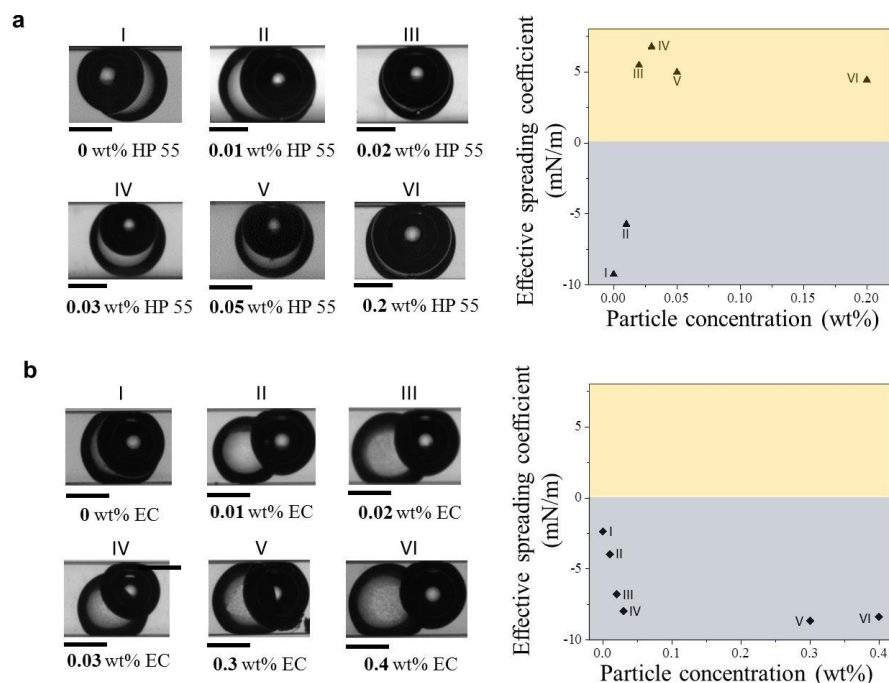 a
I
II
III
0 wt% HP 55
0.01 wt% HP 55
0.02 wt% HP 55
IV
V
VI
0.03 wt% HP 55
0.05 wt% HP 55
0.2 wt% HP 55
Effective spreading coefficient
(mN/m)
5
0
-5
-10
I
II
III
IV
V
VI
0.00
0.05
0.10
0.15
0.20
Particle concentration (wt%)
b
I
II
III
0 wt% EC
0.01 wt% EC
0.02 wt% EC
IV
V
VI
0.03 wt% EC
0.3 wt% EC
0.4 wt% EC
Effective spreading coefficient
(mN/m)
5
0
-5
-10
I
II
III
IV
V
VI
0.0
0.1
0.2
0.3
0.4
Particle concentration (wt%)